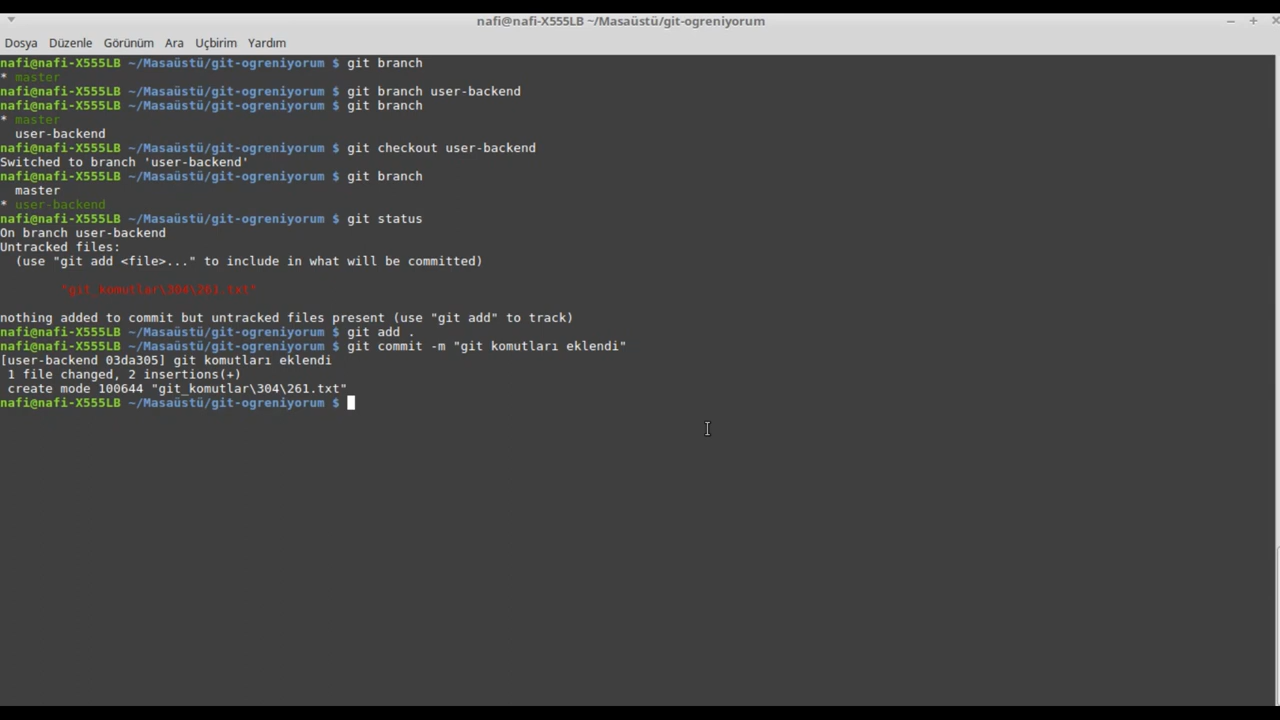 nafi@nafi-X555LB ~/Masaüstü/git-ogreniyorum
Dosya Düzenle Görünüm Ara Uçbirim Yardım
nafi@nafi-X555LB ~/Masaüstü/git-ogreniyorum $ git branch
* master
nafi@nafi-X555LB ~/Masaüstü/git-ogreniyorum $ git branch user-backend
nafi@nafi-X555LB ~/Masaüstü/git-ogreniyorum $ git branch
* master
  user-backend
nafi@nafi-X555LB ~/Masaüstü/git-ogreniyorum $ git checkout user-backend
Switched to branch 'user-backend'
nafi@nafi-X555LB ~/Masaüstü/git-ogreniyorum $ git branch
  master
* user-backend
nafi@nafi-X555LB ~/Masaüstü/git-ogreniyorum $ git status
On branch user-backend
Untracked files:
  (use "git add <file>..." to include in what will be committed)
        "git_komutlar\304\261.txt"
nothing added to commit but untracked files present (use "git add" to track)
nafi@nafi-X555LB ~/Masaüstü/git-ogreniyorum $ git add .
nafi@nafi-X555LB ~/Masaüstü/git-ogreniyorum $ git commit -m "git komutları eklendi"
[user-backend 03da305] git komutları eklendi
 1 file changed, 2 insertions(+)
 create mode 100644 "git_komutlar\304\261.txt"
nafi@nafi-X555LB ~/Masaüstü/git-ogreniyorum $